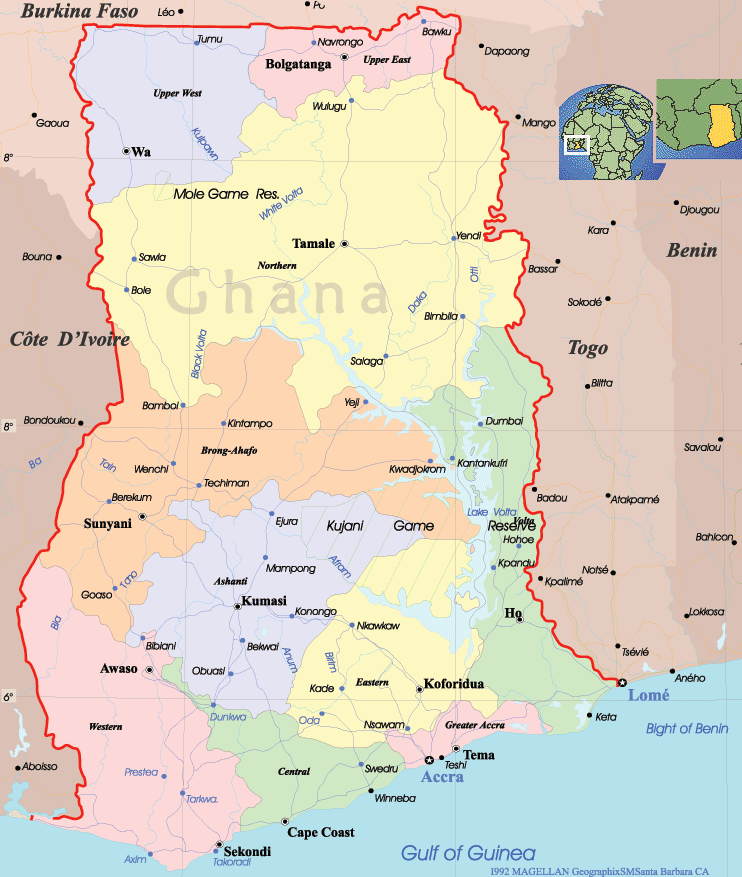 Burkina Faso
Léo
Tumu
Navrongo
Bawku
Bolgatanga
Upper East
Dapaong
Upper West
Wulugu
Gaoua
Mango
Kulpawn
8°
Wa
Mole Game Res.
White Volta
Djougou
Kara
Tamale
Yendi
Benin
Bouna
Sawla
Northern
Bassar
Otti
Bole
Ghana
Daka
Sokodé
Birnbila
Côte D'Ivoire
Black Volta
Togo
Salaga
Blitta
Bambol
Yeji
Bondoukou
8°
Kintampo
Dumbai
Savalou
Brong-Ahafo
Ba
Tain
Wenchi
Kwadjokrom
Kantankufri
Techiman
Berekum
Badou
Atakpamé
Sunyani
Ejura
Kujani Game Reserve
Lake Volta
Volta
Hohoe
Bahicon
Mampong
Afram
Kpandu
Notsé
Kpalimé
Tano
Ashanti
Goaso
Kumasi
Konongo
Ho
Lokkosa
Bia
Nkawkaw
Bibiani
Bekwai
Tsévié
Awaso
Obuasi
Anum
Birim
Eastern
Kade
Koforidua
Aného
Lomé
6°
Dunkwa
Oda
Nsawam
Greater Accra
Keta
Western
Bight of Benin
Tema
Teshi
Aboisso
Prestea
Central
Swedru
Accra
Tarkwa.
Winneba
Cape Coast
Sekondi
Axim
Takoradi
Gulf of Guinea
1992 MAGELLAN GeographixSMSanta Barbara CA